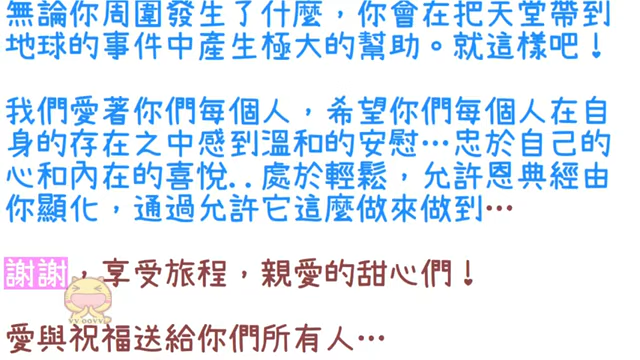 無論你周圍發生了什麼，你會在把天堂帶到
地球的事件中產生極大的幫助。就這樣吧！
我們愛著你們每個人，希望你們每個人在自
身的存在之中感到溫和的安慰…忠於自己的
心和內在的喜悅..處於輕鬆，允許恩典經由
你顯化，通過允許它這麼做來做到…
謝謝，享受旅程，親愛的甜心們！
愛與祝福送給你們所有人…